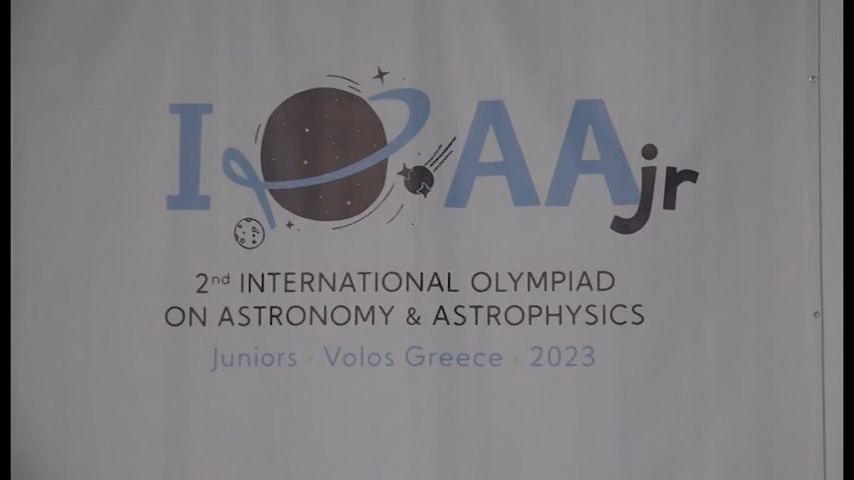 IOAAjr
2nd INTERNATIONAL OLYMPIAD
ON ASTRONOMY & ASTROPHYSICS
Juniors · Volos Greece · 2023